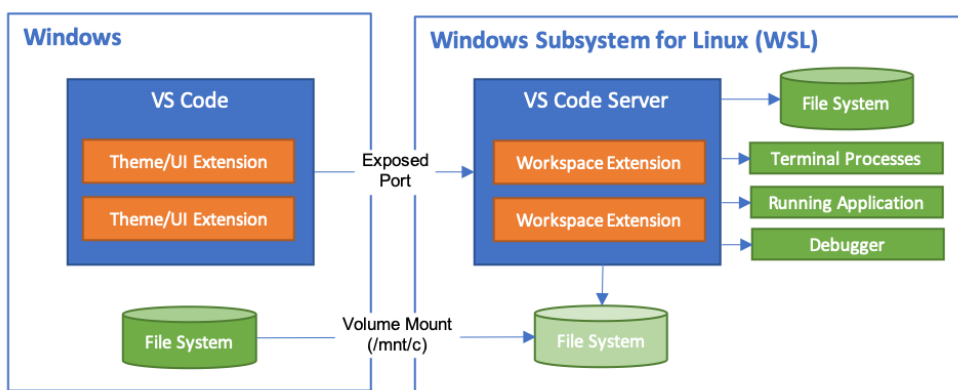 Windows
VS Code
Theme/UI Extension
Theme/UI Extension
File System
Exposed
Port
Volume Mount
(/mnt/c)
Windows Subsystem for Linux (WSL)
VS Code Server
Workspace Extension
Workspace Extension
File System
Terminal Processes
Running Application
Debugger
File System